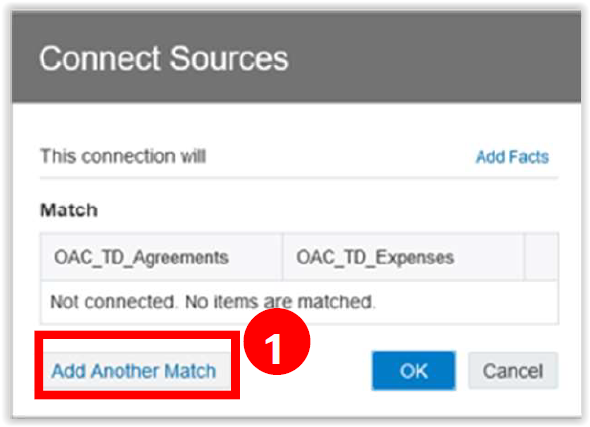 Connect Sources
This connection will Add Facts
Match
OAC_TD_Agreements OAC_TD_Expenses
Not connected. No items are matched.
Add Another Match 1 OK Cancel